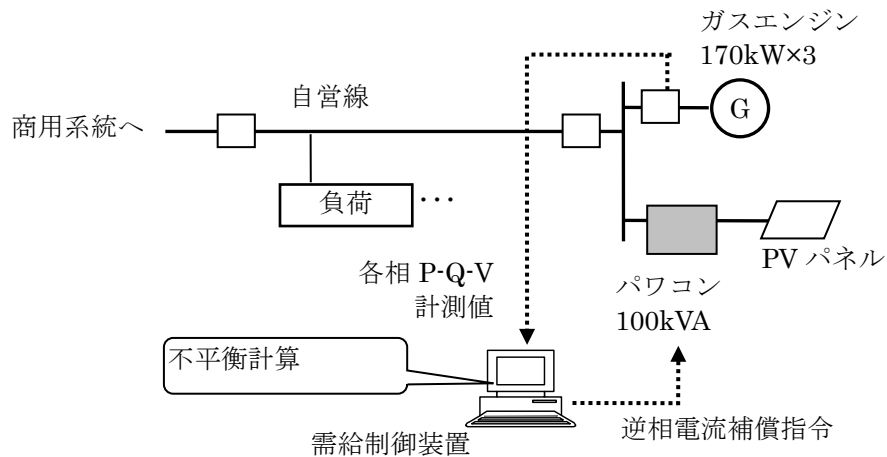 ガスエンジン
170kW×3
自営線
商用系統へ
G
負荷
･･･
各相 P-Q-V
計測値
PV パネル
パワコン
100kVA
不平衡計算
需給制御装置
逆相電流補償指令